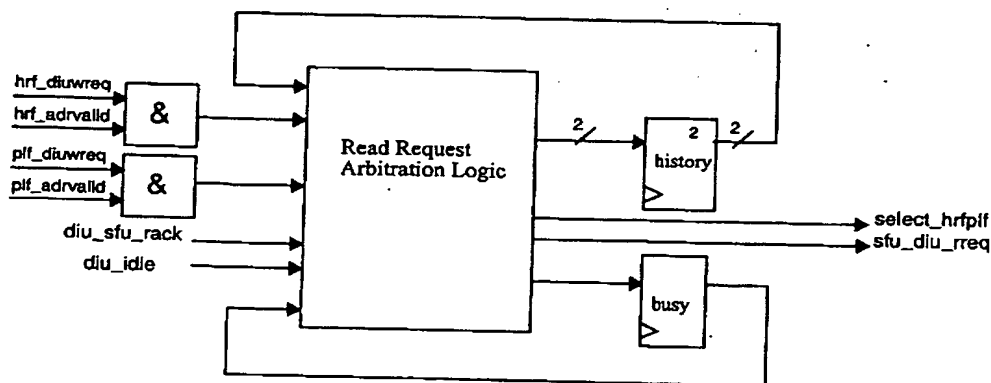 hrf_diuwreq
hrf_adrvalid
&
plf_diuwreq
plf_adrvalid
&
diu_sfu_rack
diu_idle
Read Request
Arbitration Logic
2
2
2
history
select_hrfplf
sfu_diu_rreq
busy